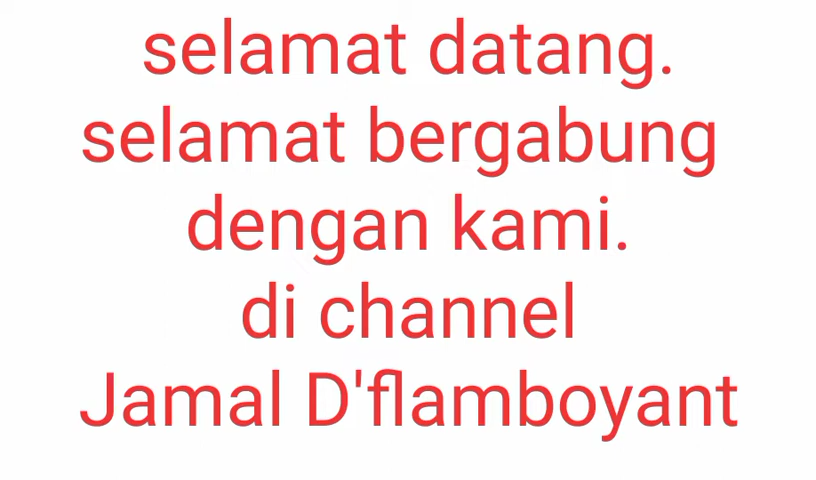 selamat datang.
selamat bergabung
dengan kami.
di channel
Jamal D'flamboyant